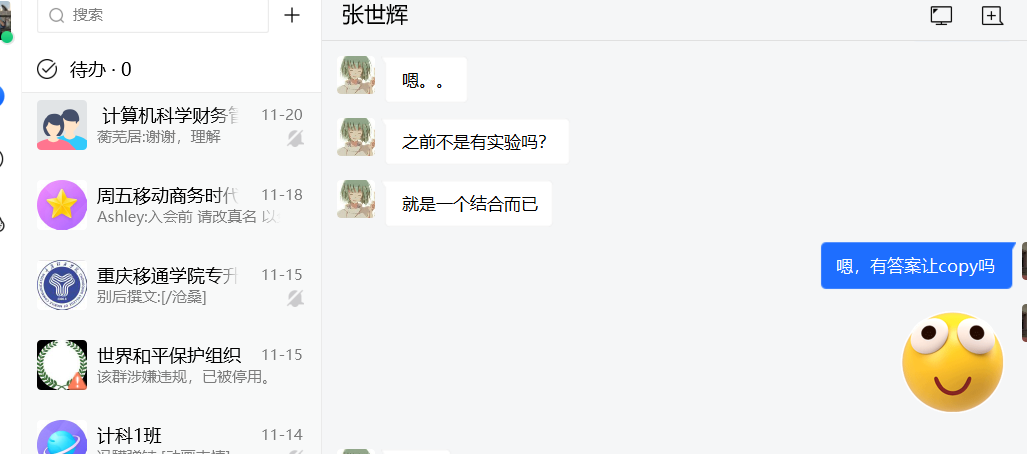 搜索
待办 · 0
计算机科学财务管
11-20
蘅芜居:谢谢，理解
周五移动商务时代
11-18
Ashley:入会前 请改真名 以
重庆移通学院专升
11-15
别后撰文:[/沧桑]
世界和平保护组织
11-15
该群涉嫌违规，已被停用。
计科1班
11-14
张世辉
嗯。。
之前不是有实验吗?
就是一个结合而已
嗯，有答案让copy吗